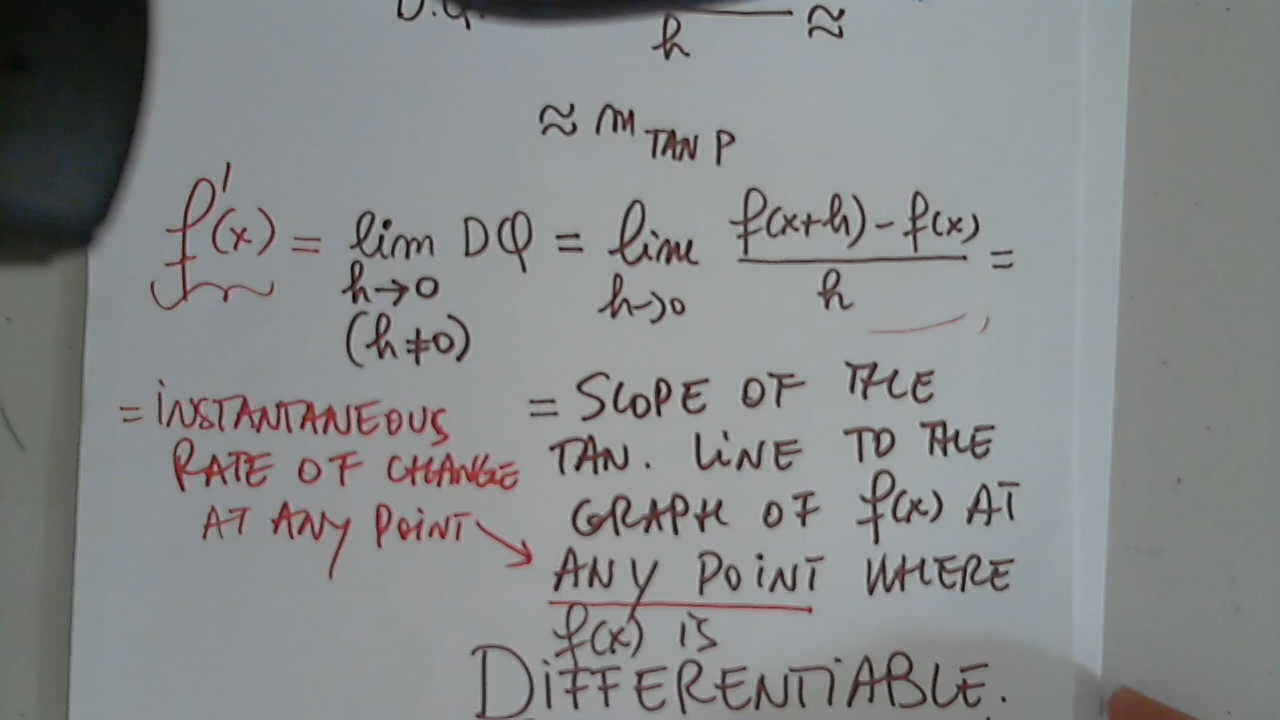 D.Q. h ≈
≈ m TAN P
f'(x) = lim DQ = lim f(x+h) - f(x) =
h→0 h→0 h
(h≠0)
= INSTANTANEOUS
RATE OF CHANGE
AT ANY POINT
= SLOPE OF THE
TAN. LINE TO THE
GRAPH OF f(x) AT
ANY POINT WHERE
f(x) IS
DIFFERENTIABLE.